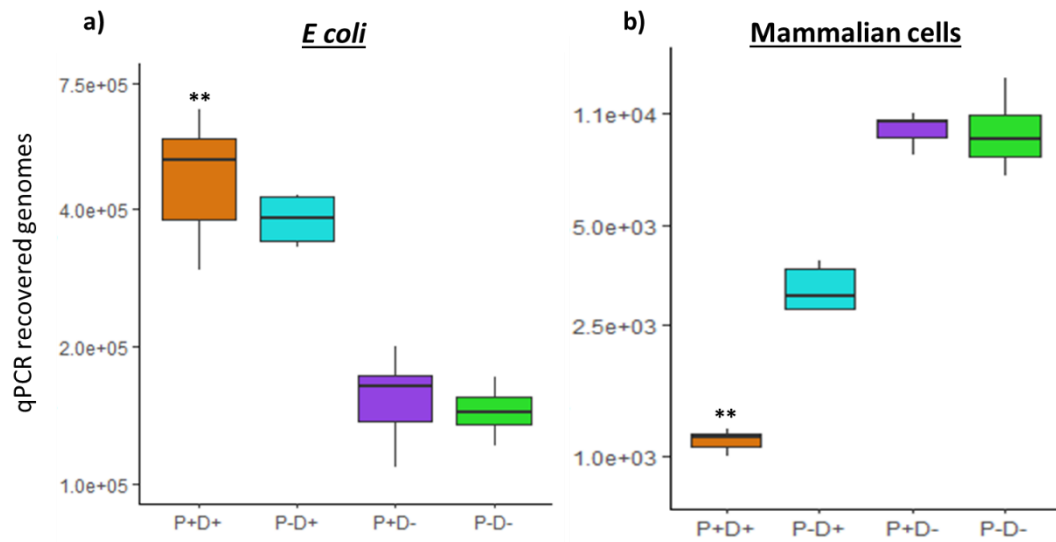 a)
E coli
b)
Mammalian cells
qPCR recovered genomes
7.5e+05
4.0e+05
2.0e+05
1.0e+05
**
P+D+
P-D+
P+D-
P-D-
1.1e+04
5.0e+03
2.5e+03
1.0e+03
**
P+D+
P-D+
P+D-
P-D-